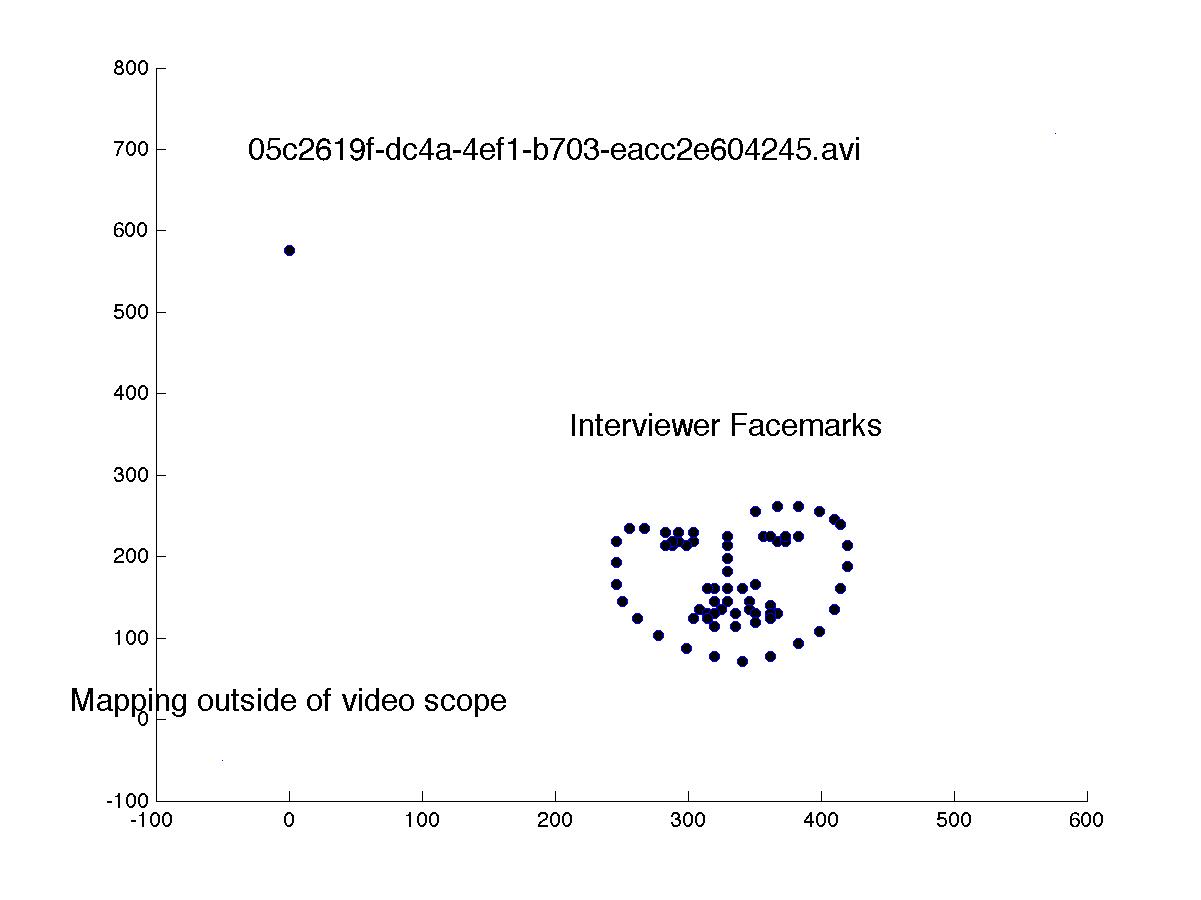 800
700
05c2619f-dc4a-4ef1-b703-eacc2e604245.avi
600
500
400
Interviewer Facemarks
300
200
100
Mapping outside of video scope
0
-100
-100 0 100 200 300 400 500 600